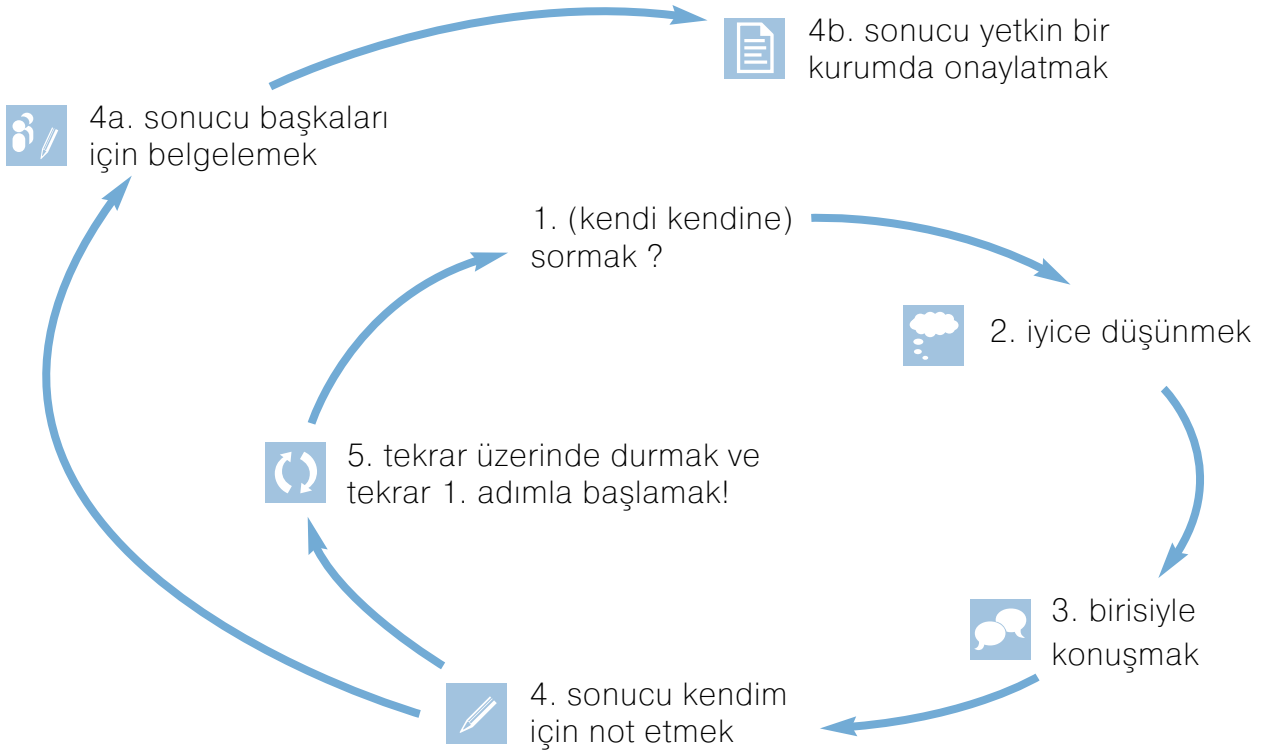 4b. sonucu yetkin bir
kurumda onaylatmak
4a. sonucu başkaları
için belgelemek
1. (kendi kendine)
sormak ?
2. iyice düşünmek
5. tekrar üzerinde durmak ve
tekrar 1. adımla başlamak!
3. birisiyle
konuşmak
4. sonucu kendim
için not etmek